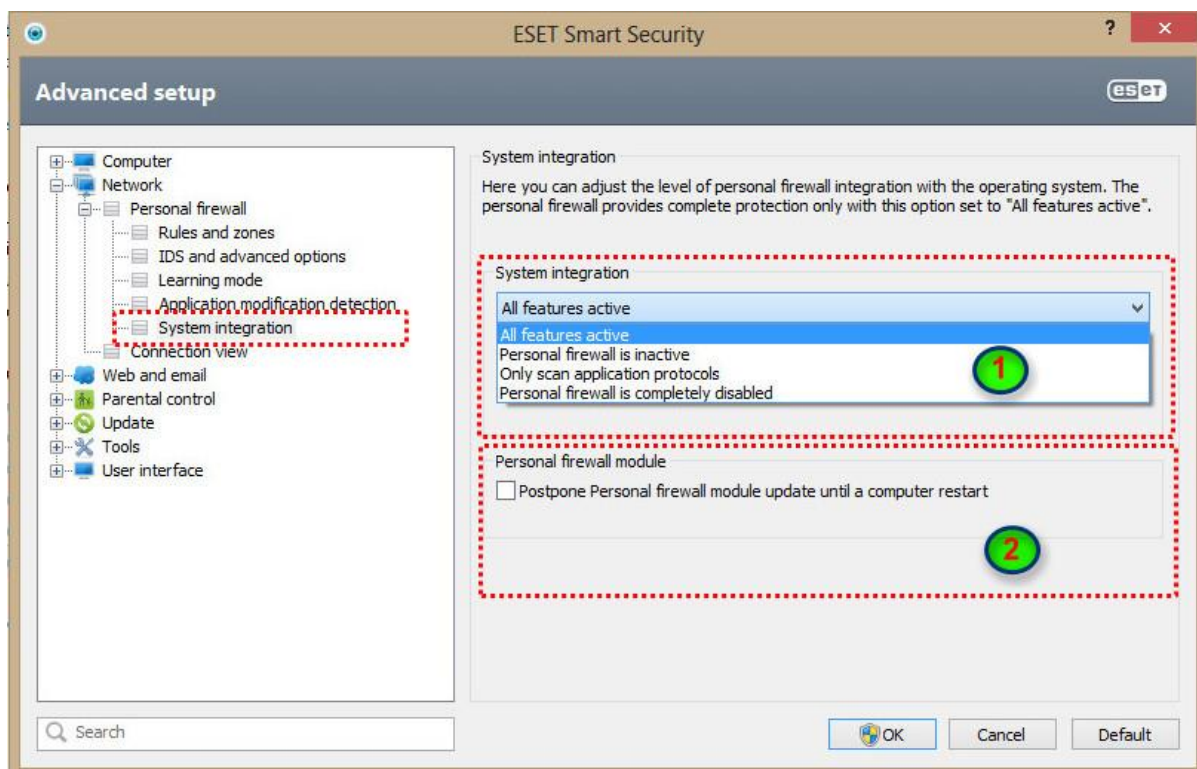 ESET Smart Security
?
×
Advanced setup
eset
Computer
Network
Personal firewall
Rules and zones
IDS and advanced options
Learning mode
Application modification detection
System integration
Connection view
Web and email
Parental control
Update
Tools
User interface
Search
System integration
Here you can adjust the level of personal firewall integration with the operating system. The
personal firewall provides complete protection only with this option set to "All features active".
System integration
All features active
All features active
Personal firewall is inactive
Only scan application protocols
Personal firewall is completely disabled
1
Personal firewall module
Postpone Personal firewall module update until a computer restart
2
OK
Cancel
Default